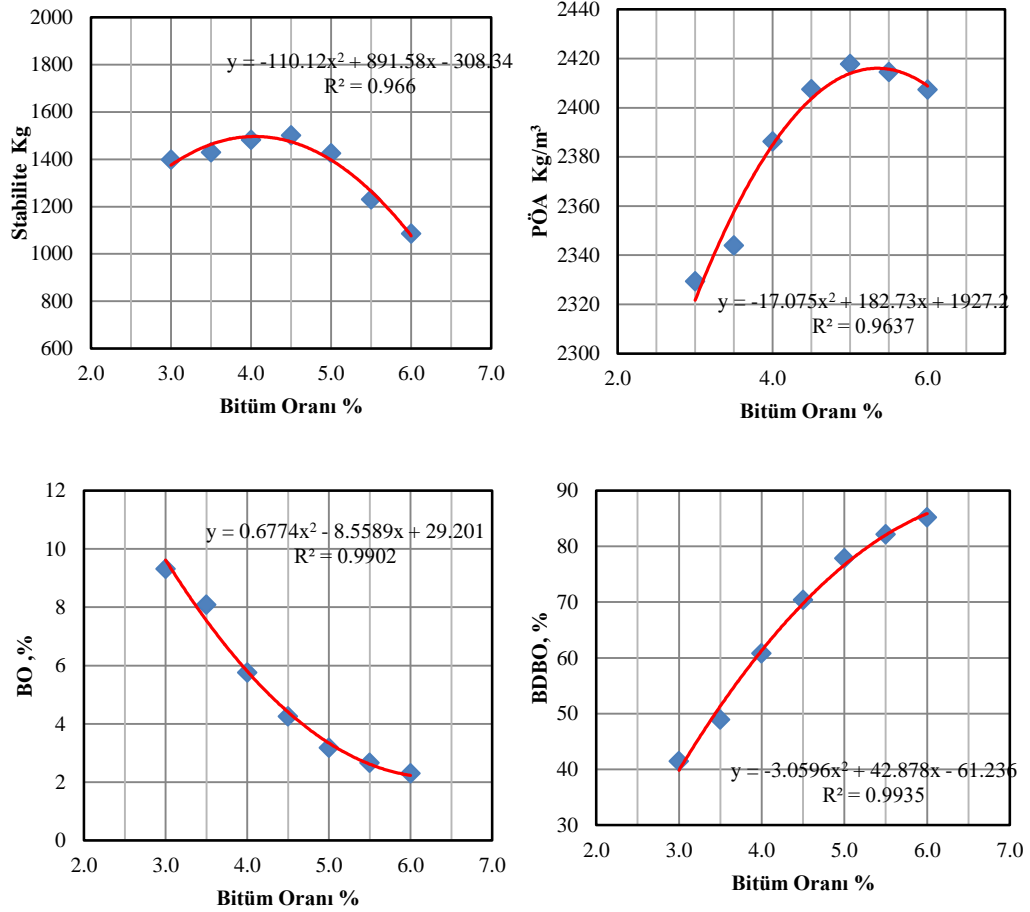 2000
1800
1600
1400
1200
1000
800
600
Stabilite Kg
y = -110.12x² + 891.58x - 308.34
R² = 0.966
2.0 3.0 4.0 5.0 6.0 7.0
Bitüm Oranı %
2440
2420
2400
2380
2360
2340
2320
2300
PÖA Kg/m³
y = -17.075x² + 182.73x + 1927.2
R² = 0.9637
2.0 4.0 6.0
Bitüm Oranı %
12
10
8
6
4
2
0
BO ,%
y = 0.6774x² - 8.5589x + 29.201
R² = 0.9902
2.0 3.0 4.0 5.0 6.0 7.0
Bitüm Oranı %
90
80
70
60
50
40
30
BDBO, %
y = -3.0596x² + 42.878x - 61.236
R² = 0.9935
2.0 3.0 4.0 5.0 6.0 7.0
Bitüm Oranı %